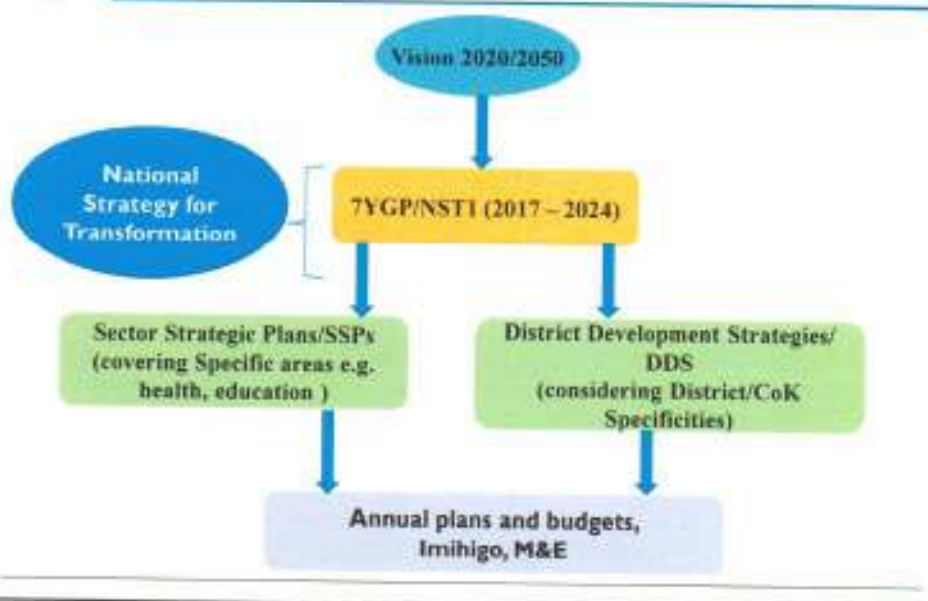 Vision 2020/2050
National
Strategy for
Transformation
7YGP/NST1 (2017 – 2024)
Sector Strategic Plans/SSPs
(covering Specific areas e.g.
health, education )
District Development Strategies/
DDS
(considering District/CoK
Specificities)
Annual plans and budgets,
Imihigo, M&E